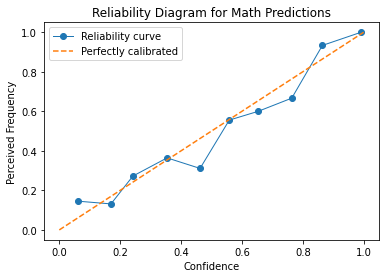 Reliability Diagram for Math Predictions
Reliability curve
Perfectly calibrated
Perceived Frequency
1.0
0.8
0.6
0.4
0.2
0.0
0.0 0.2 0.4 0.6 0.8 1.0
Confidence